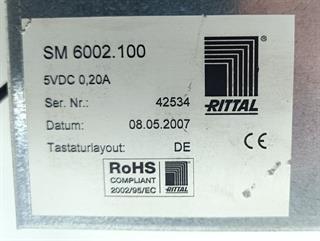 SM 6002.100
5VDC 0,20A
Ser. Nr.: 42534
Datum: 08.05.2007
Tastaturlayout: DE
®
RITTAL
CE
RoHS
COMPLIANT
2002/95/EC
RITTAL